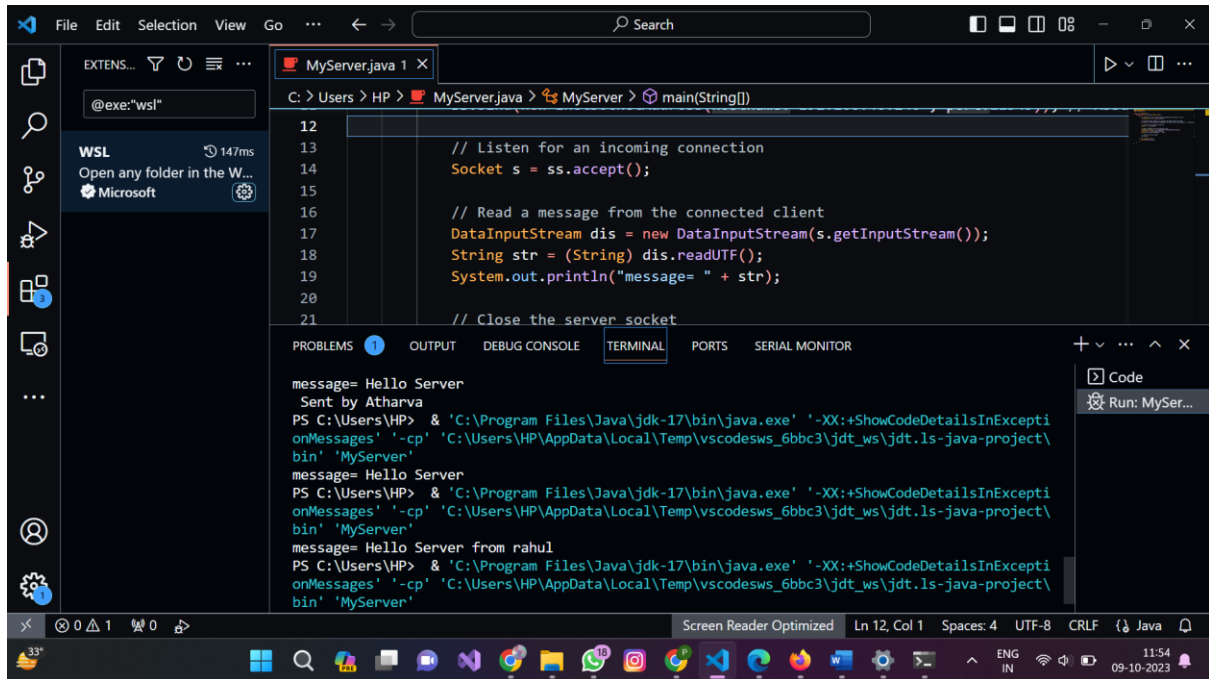 File Edit Selection View Go ··· Search
EXTENS...
@exe:"wsl"
WSL 147ms
Open any folder in the W...
Microsoft
3
1
MyServer.java 1
C: > Users > HP > MyServer.java > MyServer > main(String[])
12
13 // Listen for an incoming connection
14 Socket s = ss.accept();
15
16 // Read a message from the connected client
17 DataInputStream dis = new DataInputStream(s.getInputStream());
18 String str = (String) dis.readUTF();
19 System.out.println("message= " + str);
20
21 // Close the server socket
PROBLEMS 1 OUTPUT DEBUG CONSOLE TERMINAL PORTS SERIAL MONITOR
Code
Run: MySer...
message= Hello Server
Sent by Atharva
PS C:\Users\HP> & 'C:\Program Files\Java\jdk-17\bin\java.exe' '-XX:+ShowCodeDetailsInExcepti
onMessages' '-cp' 'C:\Users\HP\AppData\Local\Temp\vscodesws_6bbc3\jdt_ws\jdt.ls-java-project\
bin' 'MyServer'
message= Hello Server
PS C:\Users\HP> & 'C:\Program Files\Java\jdk-17\bin\java.exe' '-XX:+ShowCodeDetailsInExcepti
onMessages' '-cp' 'C:\Users\HP\AppData\Local\Temp\vscodesws_6bbc3\jdt_ws\jdt.ls-java-project\
bin' 'MyServer'
message= Hello Server from rahul
PS C:\Users\HP> & 'C:\Program Files\Java\jdk-17\bin\java.exe' '-XX:+ShowCodeDetailsInExcepti
onMessages' '-cp' 'C:\Users\HP\AppData\Local\Temp\vscodesws_6bbc3\jdt_ws\jdt.ls-java-project\
bin' 'MyServer'
0 1 0 Screen Reader Optimized Ln 12, Col 1 Spaces: 4 UTF-8 CRLF Java
33° PRE 18 ENG 11:54
IN 09-10-2023